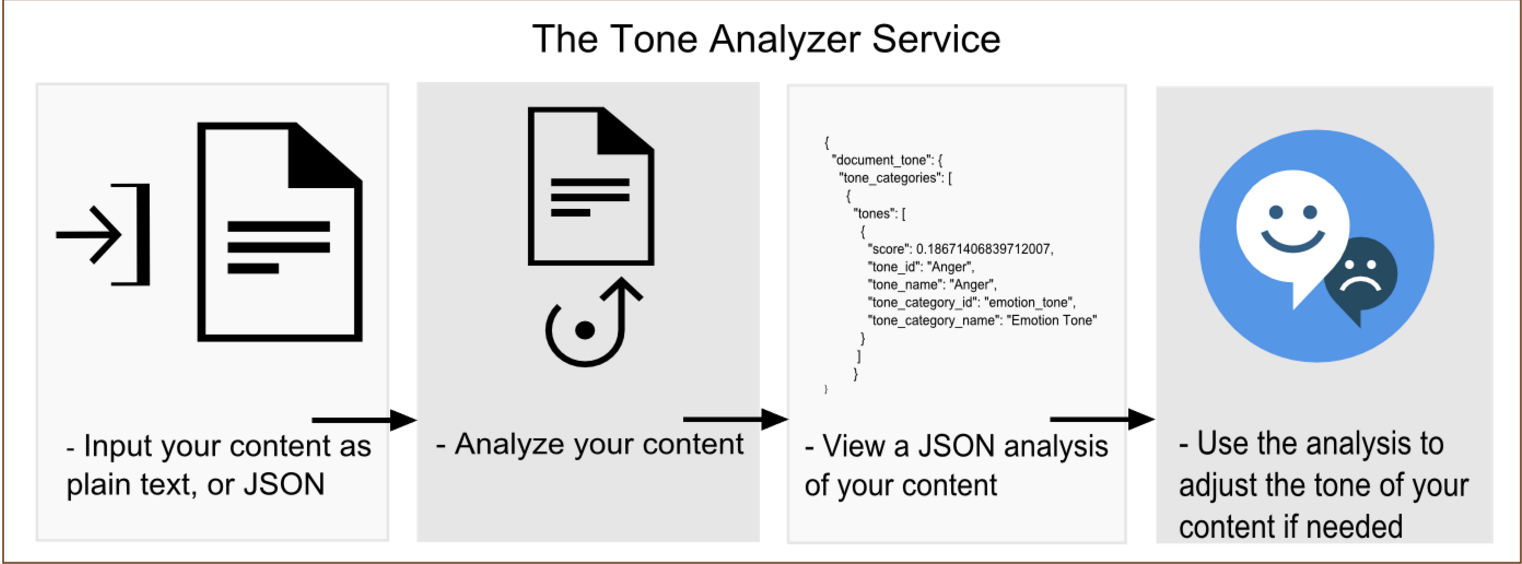 The Tone Analyzer Service
- Input your content as
plain text, or JSON
- Analyze your content
{
"document_tone": {
"tone_categories": [
{
"tones": [
{
"score": 0.18671406839712007,
"tone_id": "Anger",
"tone_name": "Anger",
"tone_category_id": "emotion_tone",
"tone_category_name": "Emotion Tone"
}
]
}
}
- View a JSON analysis
of your content
- Use the analysis to
adjust the tone of your
content if needed